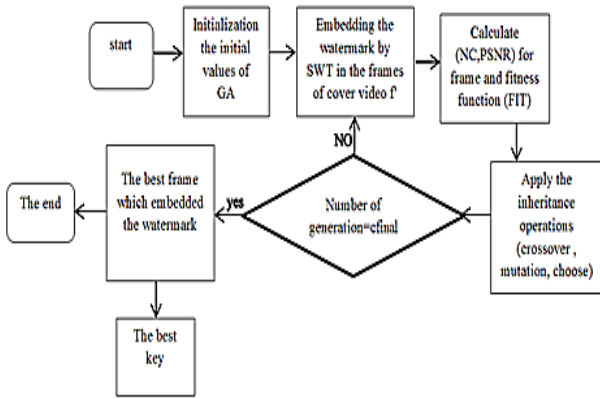 start
Initialization
the initial
values of
GA
Embedding the
watermark by
SWT in the frames
of cover video f'
Calculate
(NC,PSNR) for
frame and fitness
function (FIT)
Apply the
inheritance
operations
(crossover ,
mutation, choose)
NO
Number of
generation=cfinal
yes
The best frame
which embedded
the watermark
The end
The best
key